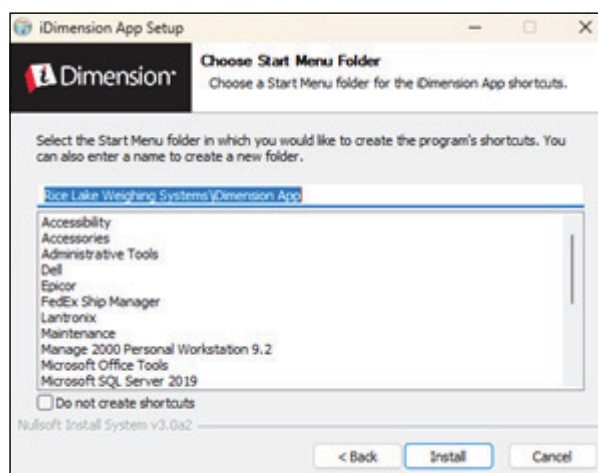 iDimension App Setup
iDimension
Choose Start Menu Folder
Choose a Start Menu folder for the iDimension App shortcuts.
Select the Start Menu folder in which you would like to create the program's shortcuts. You
can also enter a name to create a new folder.
Rice Lake Weighing Systems\iDimension App
Accessibility
Accessories
Administrative Tools
Dell
Epicor
FedEx Ship Manager
Lantronix
Maintenance
Manage 2000 Personal Workstation 9.2
Microsoft Office Tools
Microsoft SQL Server 2019
Do not create shortcuts
Nullsoft Install System v3.0a2
< Back
Install
Cancel